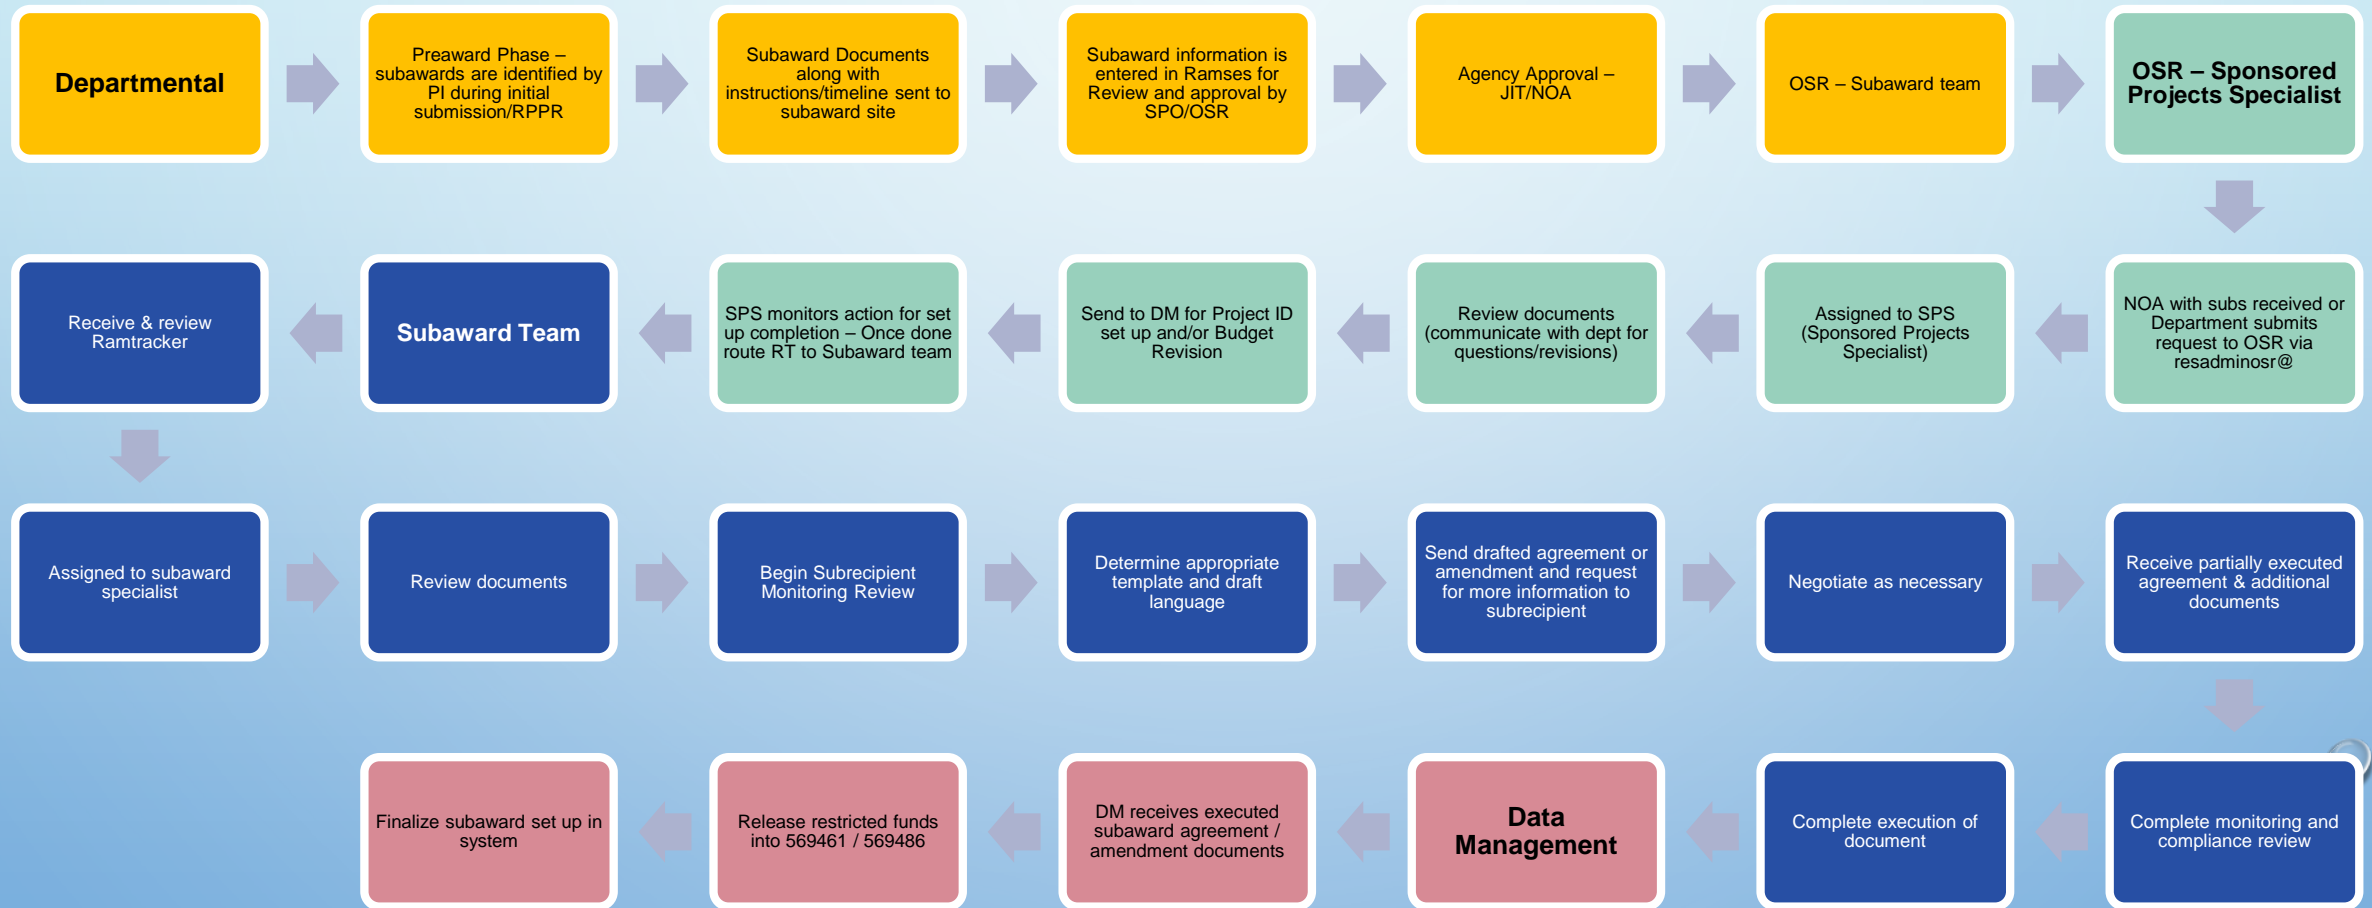 Departmental
Preaward Phase –
subawards are identified by
PI during initial
submission/RPPR
Subaward Documents
along with
instructions/timeline sent to
subaward site
Subaward information is
entered in Ramses for
Review and approval by
SPO/OSR
Agency Approval –
JIT/NOA
OSR – Subaward team
OSR – Sponsored
Projects Specialist
NOA with subs received or
Department submits
request to OSR via
resadminosr@
Assigned to SPS
(Sponsored Projects
Specialist)
Review documents
(communicate with dept for
questions/revisions)
Send to DM for Project ID
set up and/or Budget
Revision
SPS monitors action for set
up completion – Once done
route RT to Subaward team
Subaward Team
Receive & review
Ramtracker
Assigned to subaward
specialist
Review documents
Begin Subrecipient
Monitoring Review
Determine appropriate
template and draft
language
Send drafted agreement or
amendment and request
for more information to
subrecipient
Negotiate as necessary
Receive partially executed
agreement & additional
documents
Complete monitoring and
compliance review
Complete execution of
document
Data
Management
DM receives executed
subaward agreement /
amendment documents
Release restricted funds
into 569461 / 569486
Finalize subaward set up in
system